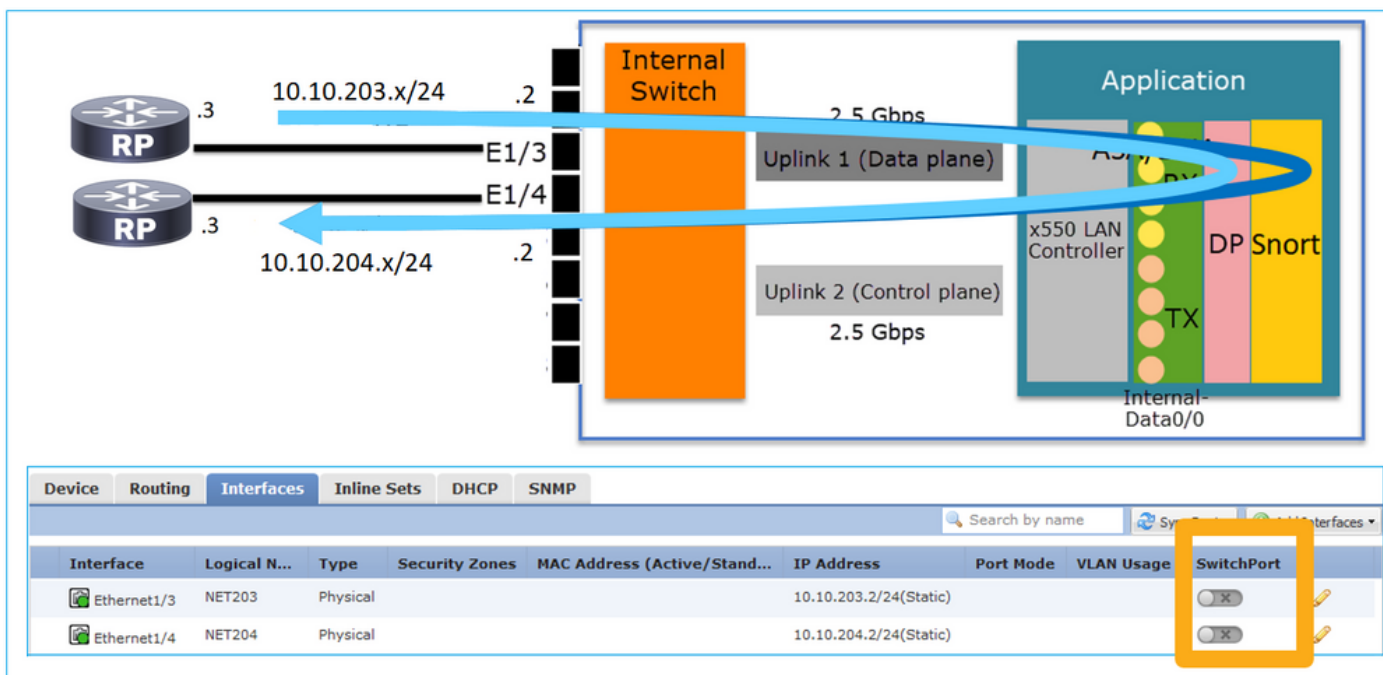 Internal
Switch
Application
10.10.203.x/24
.2
.3
2.5 Gbps
RP
E1/3
Uplink 1 (Data plane)
E1/4
RP
.3
.2
10.10.204.x/24
x550 LAN
Controller
DP
Snort
Uplink 2 (Control plane)
2.5 Gbps
TX
Internal-
Data0/0
Device Routing Interfaces Inline Sets DHCP SNMP
Search by name
Interface Logical N... Type Security Zones MAC Address (Active/Stand... IP Address Port Mode VLAN Usage SwitchPort
Ethernet1/3 NET203 Physical 10.10.203.2/24(Static)
Ethernet1/4 NET204 Physical 10.10.204.2/24(Static)